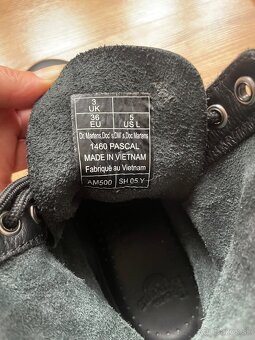 3
UK
36 5
EU US L
Dr. Martens,Doc's,DM's,Doc Martens
1460 PASCAL
MADE IN VIETNAM
Fabriqué au Vietnam
AM500 SH 05 Y